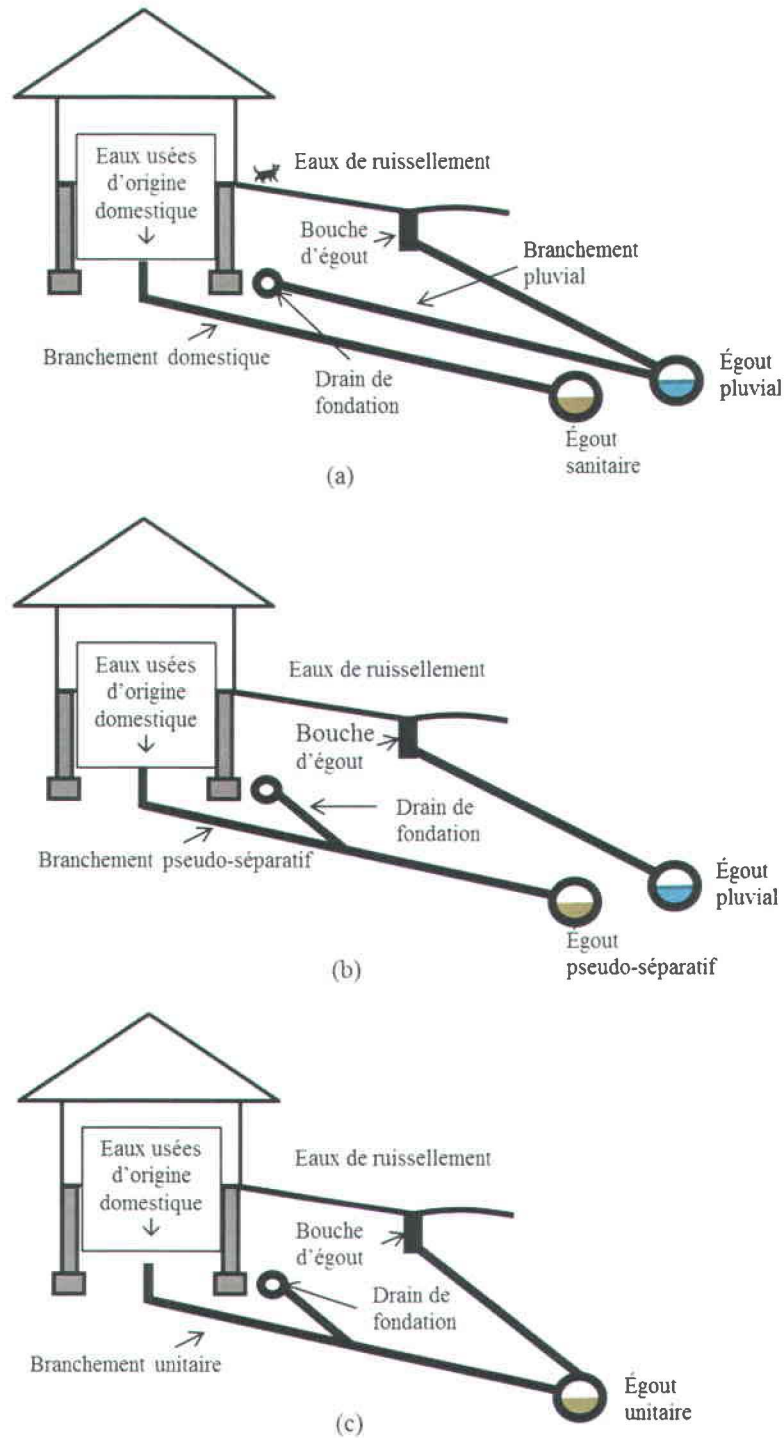 Eaux usées
d'origine
domestique
Eaux de ruissellement
Bouche
d'égout
Branchement
pluvial
Branchement domestique
Drain de
fondation
Égout
pluvial
Égout
sanitaire
(a)
Eaux usées
d'origine
domestique
Eaux de ruissellement
Bouche
d'égout
Drain de
fondation
Branchement pseudo-séparatif
Égout
pluvial
Égout
pseudo-séparatif
(b)
Eaux usées
d'origine
domestique
Eaux de ruissellement
Bouche
d'égout
Drain de
fondation
Branchement unitaire
Égout
unitaire
(c)